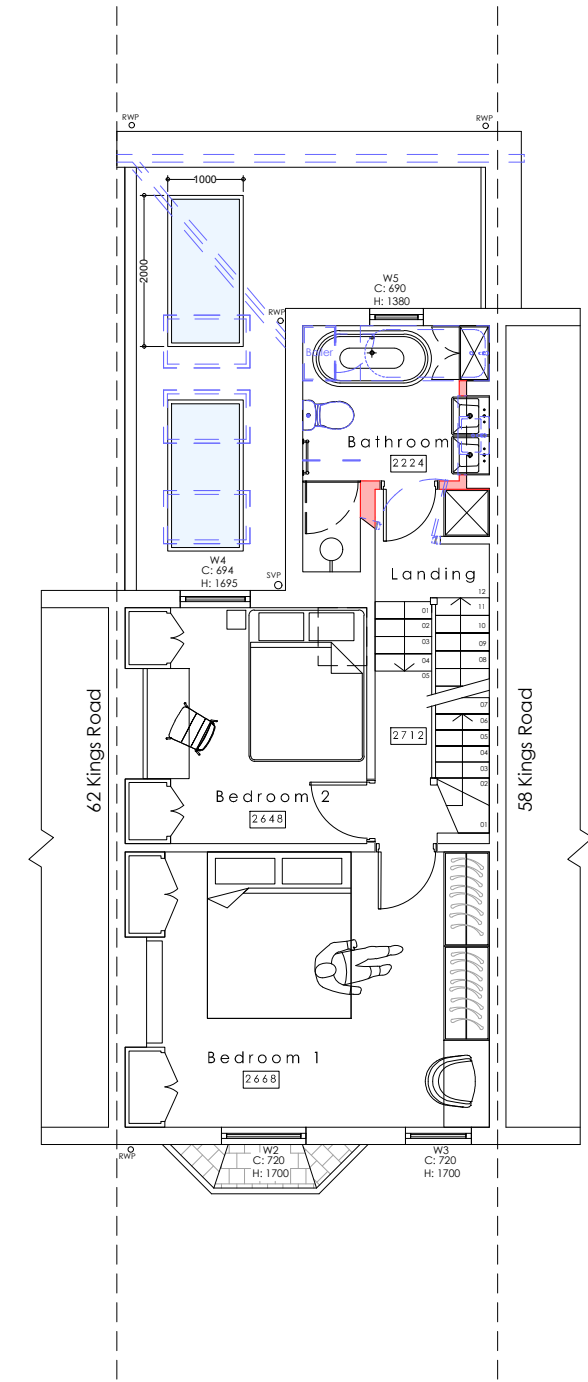 RWP
RWP
1000
2000
W5
C: 690
H: 1380
RWP
Boiler
Bathroom
2224
W4
C: 694
H: 1695
SVP
Landing
12
11
10
09
08
07
06
05
04
03
02
01
01
02
03
04
05
62 Kings Road
58 Kings Road
2712
Bedroom 2
2648
Bedroom 1
2668
RWP
W2
C: 720
H: 1700
W3
C: 720
H: 1700